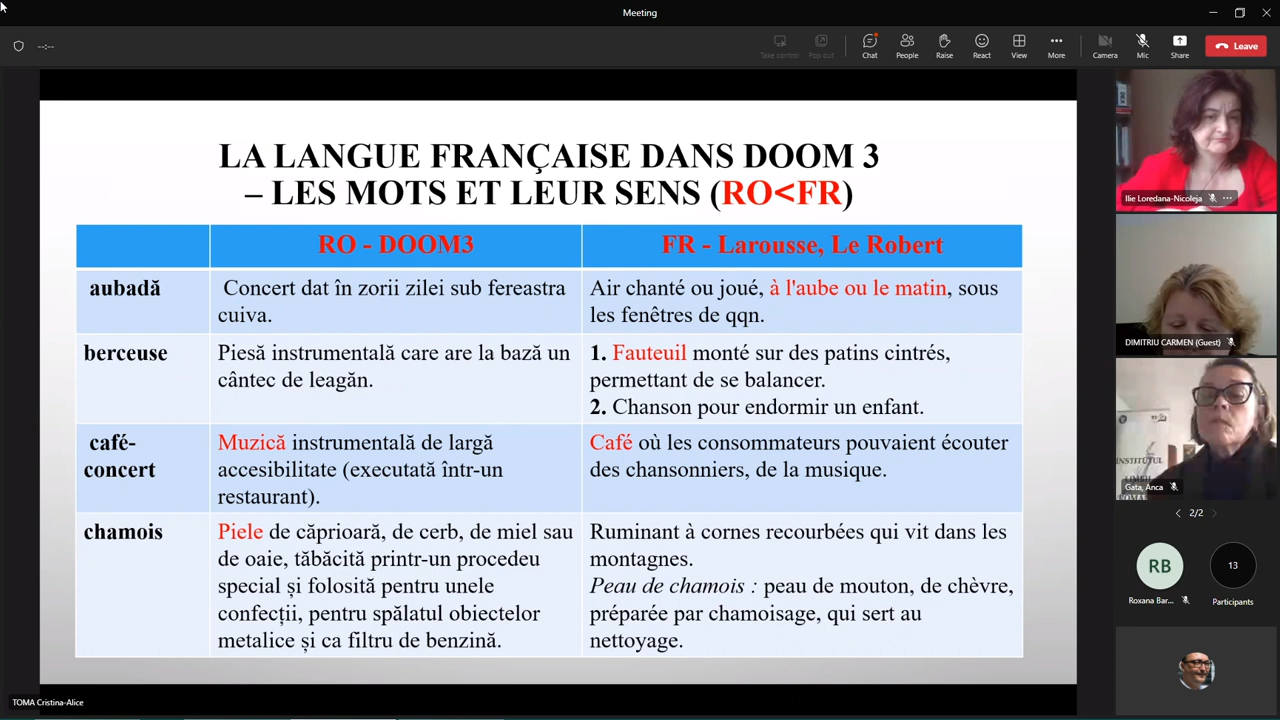 Meeting
--:--
Take control
Pop out
Chat
People
Raise
React
View
More
Camera
Mic
Share
Leave
LA LANGUE FRANÇAISE DANS DOOM 3
– LES MOTS ET LEUR SENS (RO<FR)
RO - DOOM3
FR - Larousse, Le Robert
aubadă
Concert dat în zorii zilei sub fereastra
cuiva.
Air chanté ou joué, à l'aube ou le matin, sous
les fenêtres de qqn.
berceuse
Piesă instrumentală care are la bază un
cântec de leagăn.
1. Fauteuil monté sur des patins cintrés,
permettant de se balancer.
2. Chanson pour endormir un enfant.
café-
concert
Muzică instrumentală de largă
accesibilitate (executată într-un
restaurant).
Café où les consommateurs pouvaient écouter
des chansonniers, de la musique.
chamois
Piele de căprioară, de cerb, de miel sau
de oaie, tăbăcită printr-un procedeu
special și folosită pentru unele
confecții, pentru spălatul obiectelor
metalice și ca filtru de benzină.
Ruminant à cornes recourbées qui vit dans les
montagnes.
Peau de chamois : peau de mouton, de chèvre,
préparée par chamoisage, qui sert au
nettoyage.
TOMA Cristina-Alice
Ilie Loredana-Nicoleja
DIMITRIU CARMEN (Guest)
INSTITUTUL
Gata, Anca
2/2
RB
Roxana Bar...
13
Participants